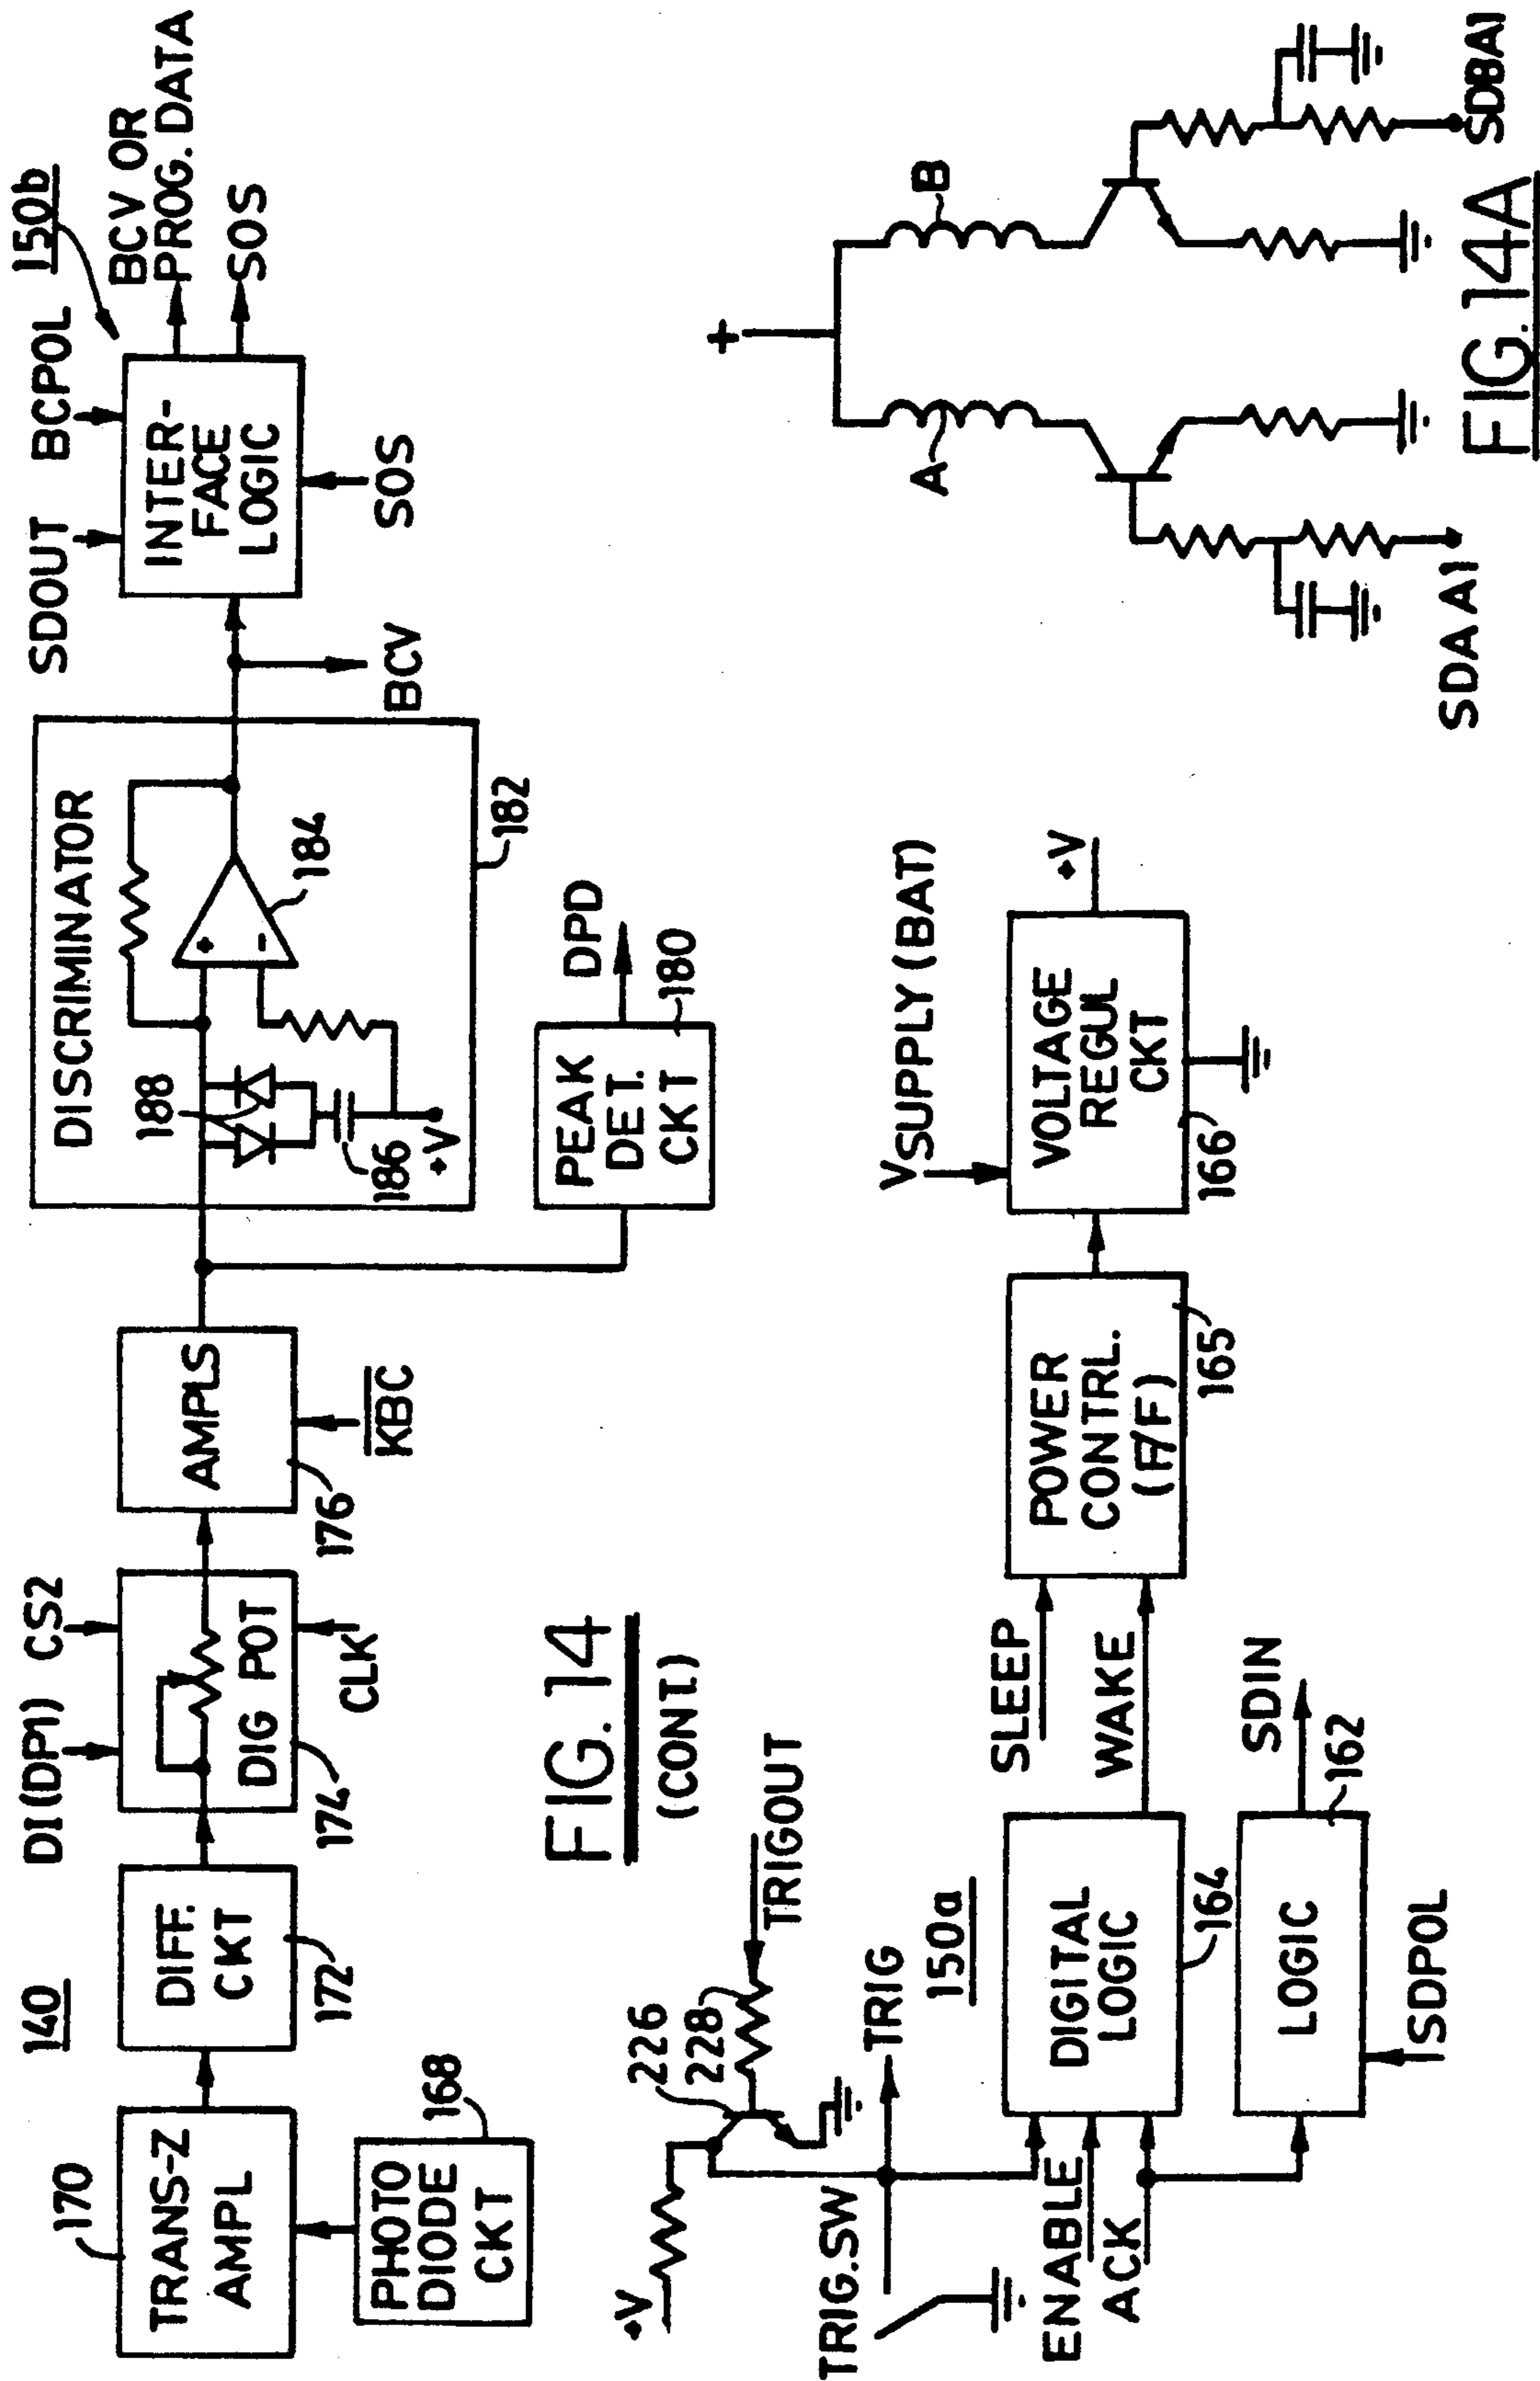 140
170
TRANS-Z
AMPL
PHOTO
DIODE
CKT
168
DIFF.
CKT
172
DI(DP1)
CS2
DIG POT
174
CLK
AMPLS
176
KBC
DISCRIMINATOR
188
186
+V
+
-
184
182
PEAK
DET.
CKT
180
DPD
BCV
SDOUT
BCPOL
150b
INTER-
FACE
LOGIC
SOS
BCV OR
PROG. DATA
SOS
FIG. 14
(CONT.)
+V
226
228
TRIGOUT
TRIG.SW
TRIG
150a
ENABLE
ACK
DIGITAL
LOGIC
164
LOGIC
162
SDIN
SDPOL
SLEEP
WAKE
POWER
CONTRL.
(F/F)
165
VSUPPLY (BAT)
VOLTAGE
REGUL
CKT
166
+V
+
A
B
SDAA1
SDBA1
FIG. 14A